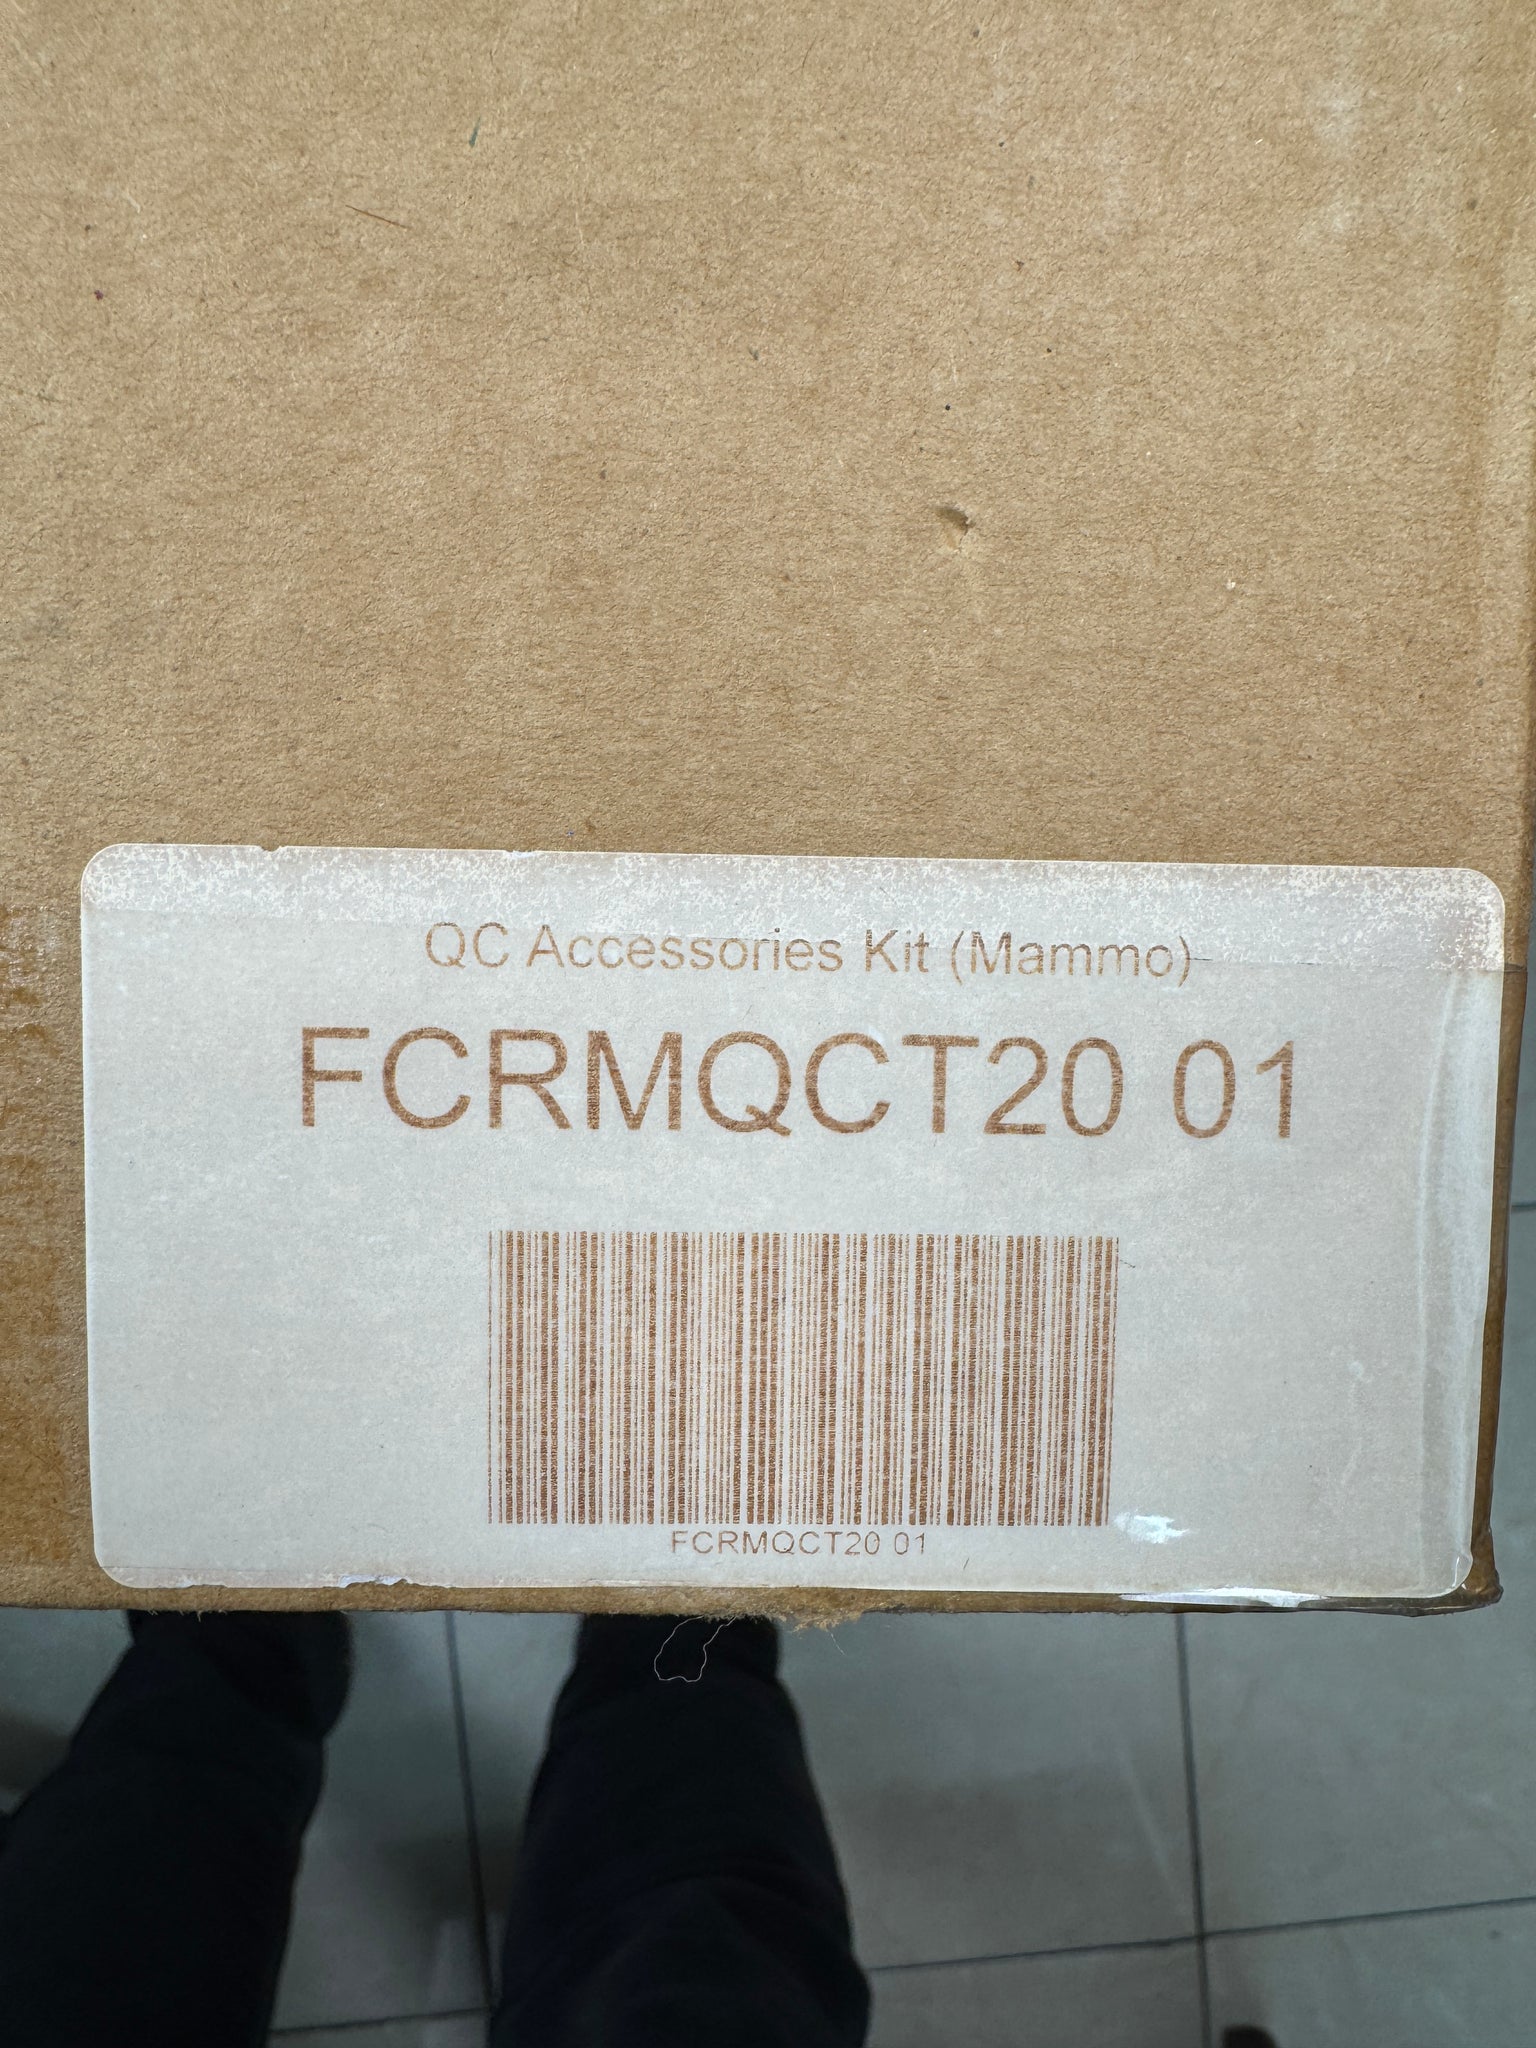 QC Accessories Kit (Mammo)
FCRMQCT20 01
FCRMQCT20 01